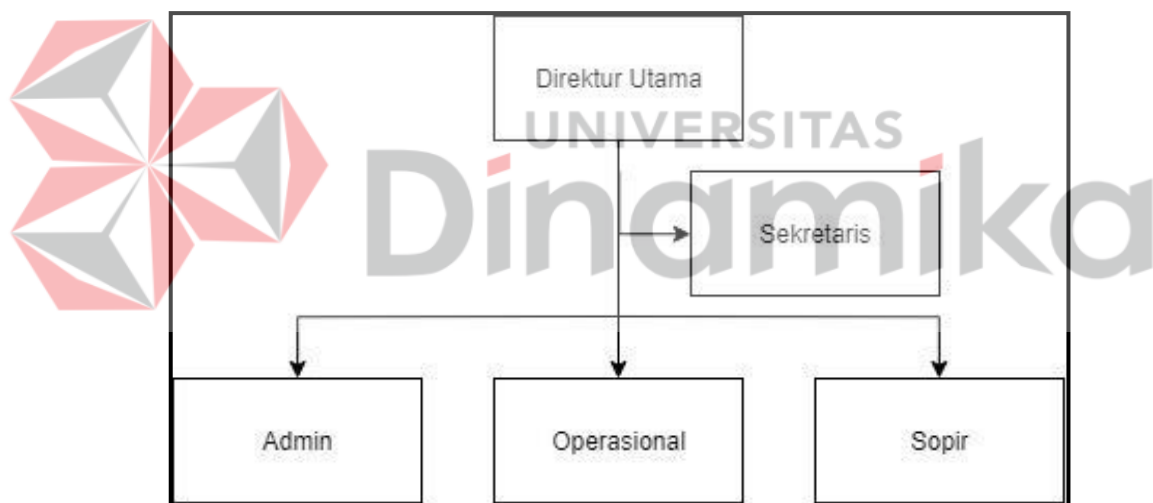 Direktur Utama
UNIVERSITAS
Dinamika
Sekretaris
Admin
Operasional
Sopir